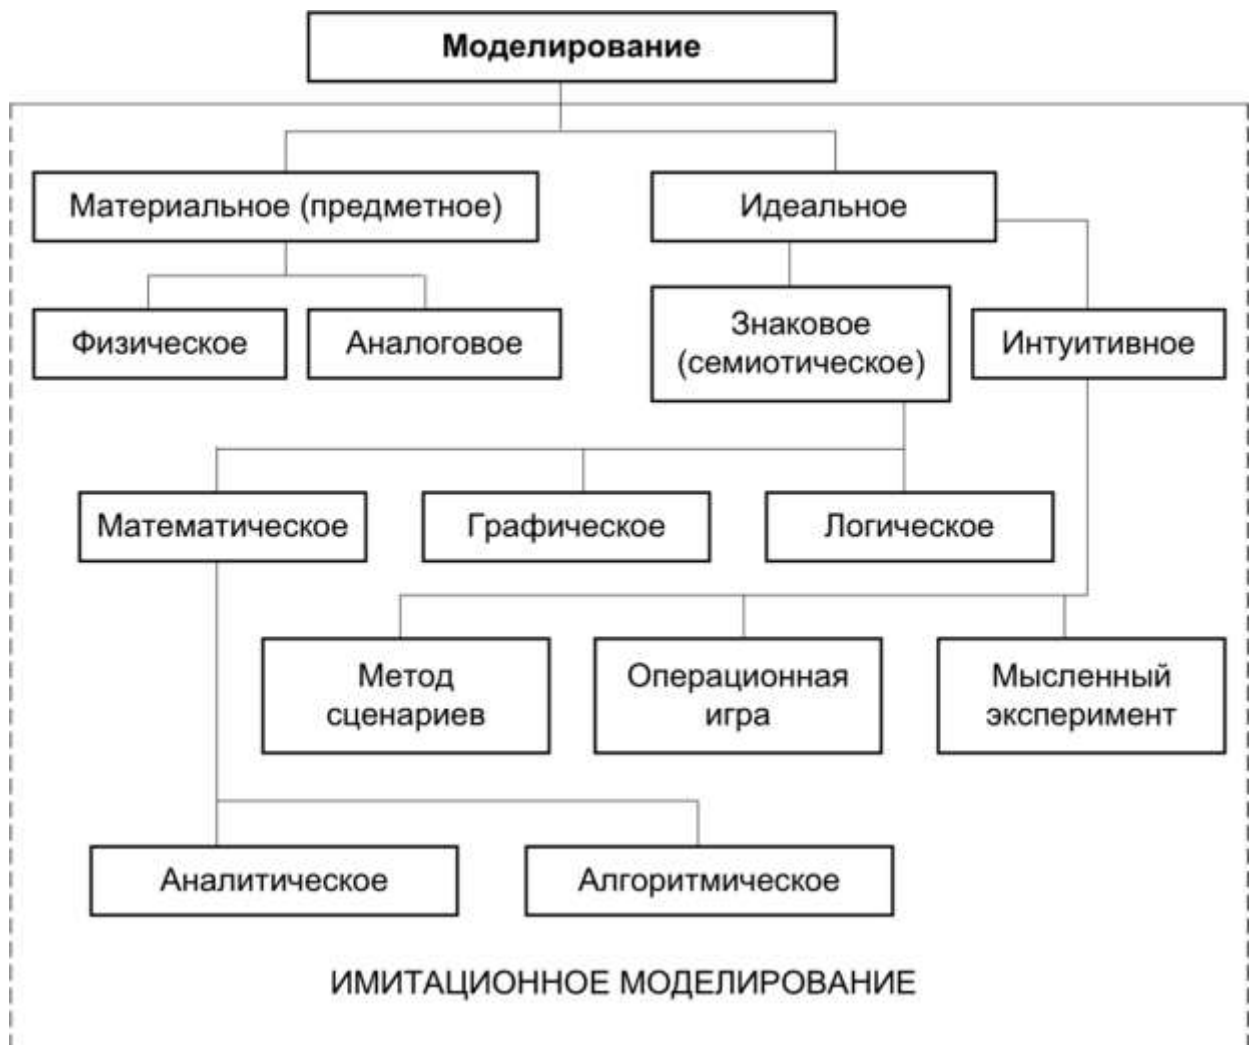 Моделирование
Материальное (предметное)
Идеальное
Физическое
Аналоговое
Знаковое
(семиотическое)
Интуитивное
Математическое
Графическое
Логическое
Метод
сценариев
Операционная
игра
Мысленный
эксперимент
Аналитическое
Алгоритмическое
ИМИТАЦИОННОЕ МОДЕЛИРОВАНИЕ